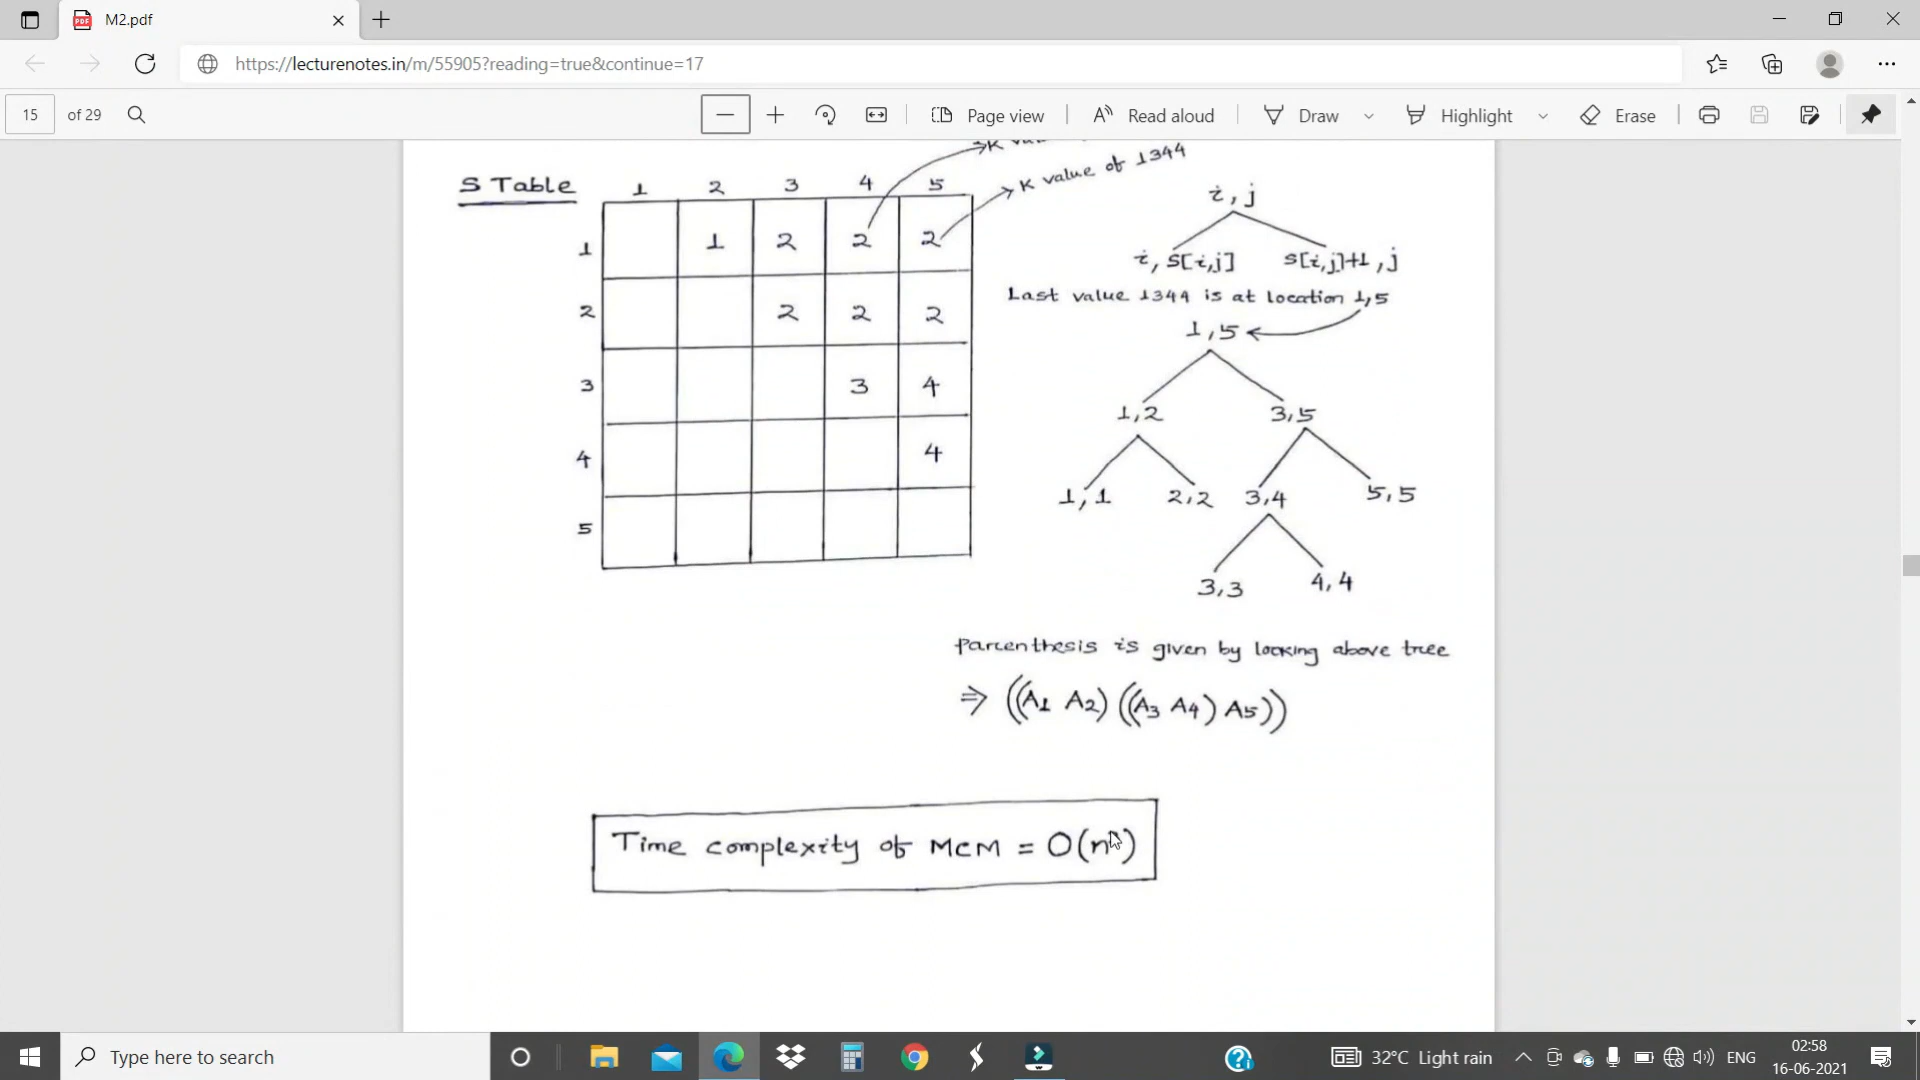 M2.pdf
https://lecturenotes.in/m/55905?reading=true&continue=17
15 of 29 Page view Read aloud Draw Highlight Erase
K value of 1344
S Table 1 2 3 4 5
1 1 2 2 2
2 2 2 2
3 3 4
4 4
5
i, j
i, s[i,j] s[i,j]+1, j
Last value 1344 is at location 1,5
1,5
1,2 3,5
1,1 2,2 3,4 5,5
3,3 4,4
Parenthesis is given by looking above tree
⇒ ((A1 A2) ((A3 A4) A5))
Time complexity of MCM = O(n
Type here to search 32°C Light rain ENG 02:58
16-06-2021